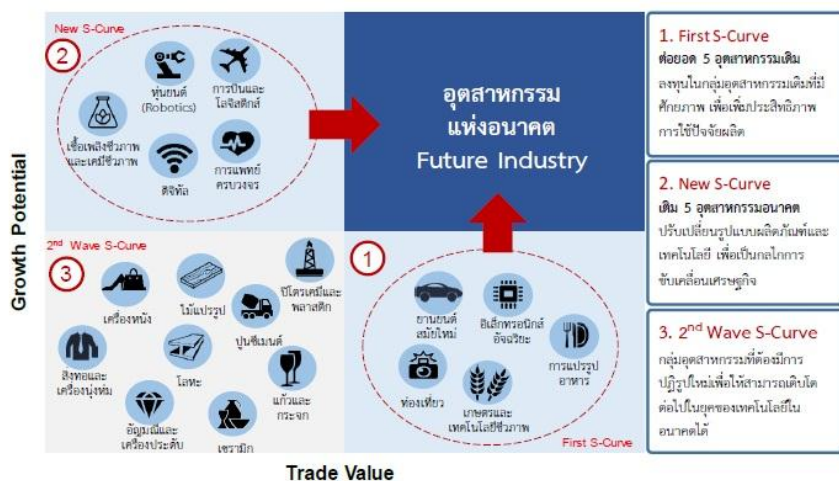 New S-Curve
2
หุ่นยนต์
(Robotics)
การบินและ
โลจิสติกส์
เชื้อเพลิงชีวภาพ
และเคมีชีวภาพ
ดิจิทัล
การแพทย์
ครบวงจร
อุตสาหกรรม
แห่งอนาคต
Future Industry
1. First S-Curve
ต่อยอด 5 อุตสาหกรรมเดิม
ลงทุนในกลุ่มอุตสาหกรรมเดิมที่มี
ศักยภาพ เพื่อเพิ่มประสิทธิภาพ
การใช้ปัจจัยผลิต
2. New S-Curve
เติม 5 อุตสาหกรรมอนาคต
ปรับเปลี่ยนรูปแบบผลิตภัณฑ์และ
เทคโนโลยี เพื่อเป็นกลไกการ
ขับเคลื่อนเศรษฐกิจ
3. 2nd Wave S-Curve
กลุ่มอุตสาหกรรมที่ต้องมีการ
ปฏิรูปใหม่เพื่อให้สามารถเติบโต
ต่อไปในยุคของเทคโนโลยีใน
อนาคตได้
Growth Potential
2nd Wave S-Curve
3
เครื่องหนัง
ไม้แปรรูป
ปิโตรเคมีและ
พลาสติก
ปูนซีเมนต์
สิ่งทอและ
เครื่องนุ่งห่ม
โลหะ
แก้วและ
กระจก
อัญมณีและ
เครื่องประดับ
เซรามิก
1
ยานยนต์
สมัยใหม่
อิเล็กทรอนิกส์
อัจฉริยะ
การแปรรูป
อาหาร
ท่องเที่ยว
เกษตรและ
เทคโนโลยีชีวภาพ
First S-Curve
Trade Value